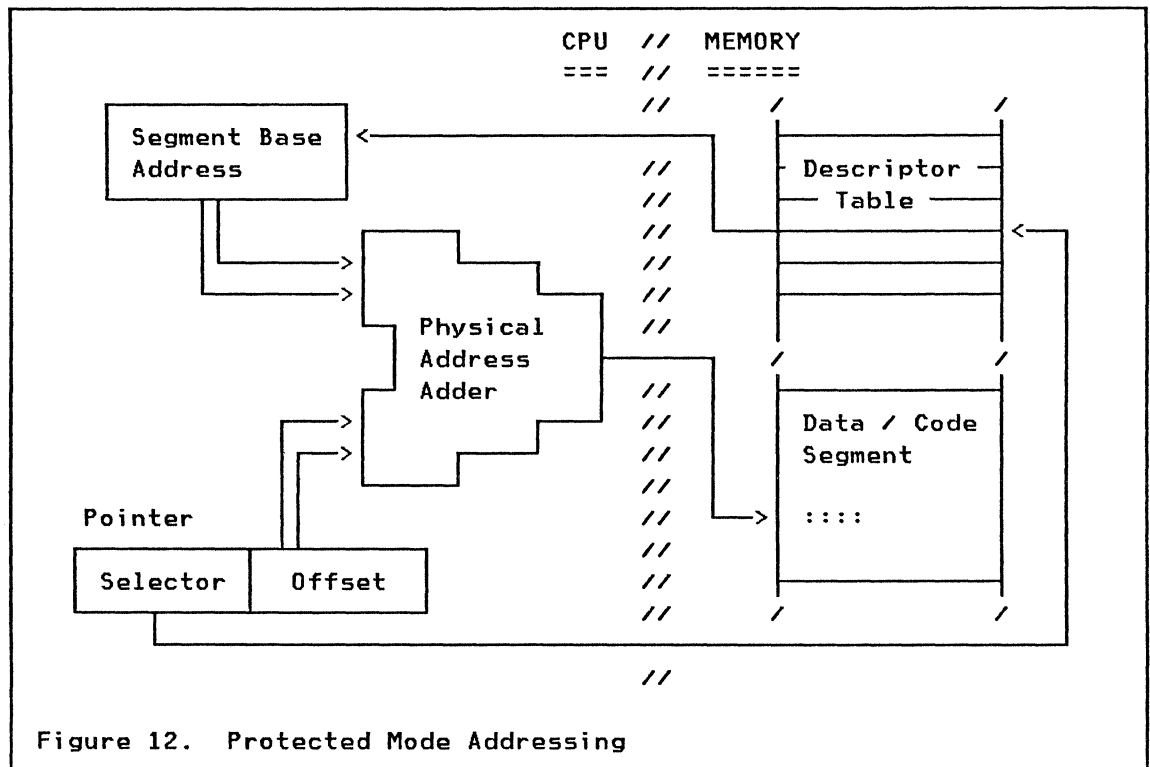 CPU // MEMORY
=== // ======
Segment Base
Address
Descriptor
Table
Physical
Address
Adder
Data / Code
Segment
::::
Pointer
Selector
Offset
Figure 12. Protected Mode Addressing